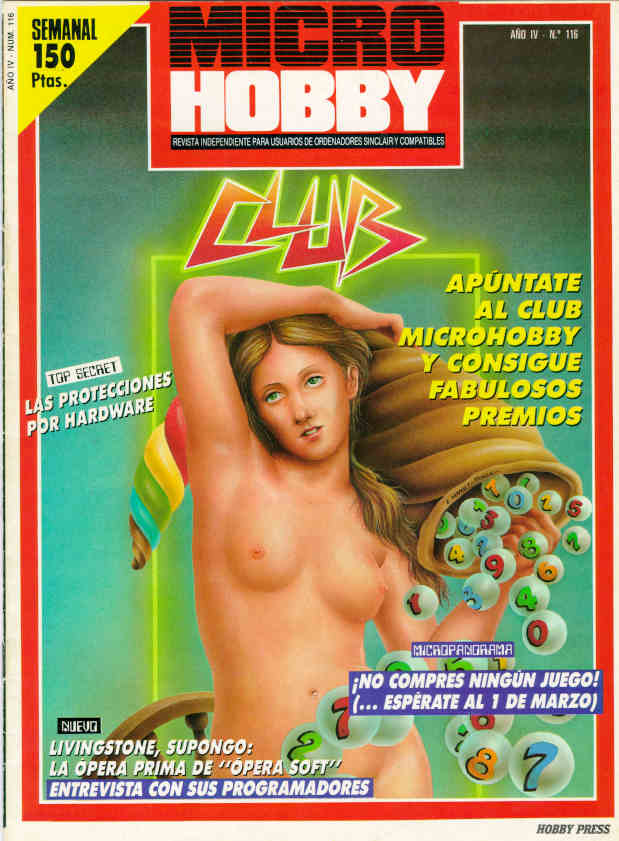 AÑO IV - NUM. 116
SEMANAL
150
Ptas.
MICRO
HOBBY
AÑO IV - N.º 116
REVISTA INDEPENDIENTE PARA USUARIOS DE ORDENADORES SINCLAIR Y COMPATIBLES
CLUB
APÚNTATE
AL CLUB
MICROHOBBY
Y CONSIGUE
FABULOSOS
PREMIOS
TOP SECRET
LAS PROTECCIONES
POR HARDWARE
MICROPANORAMA
¡NO COMPRES NINGÚN JUEGO!
(... ESPÉRATE AL 1 DE MARZO)
NUEVO
LIVINGSTONE, SUPONGO:
LA ÓPERA PRIMA DE "ÓPERA SOFT"
ENTREVISTA CON SUS PROGRAMADORES
HOBBY PRESS